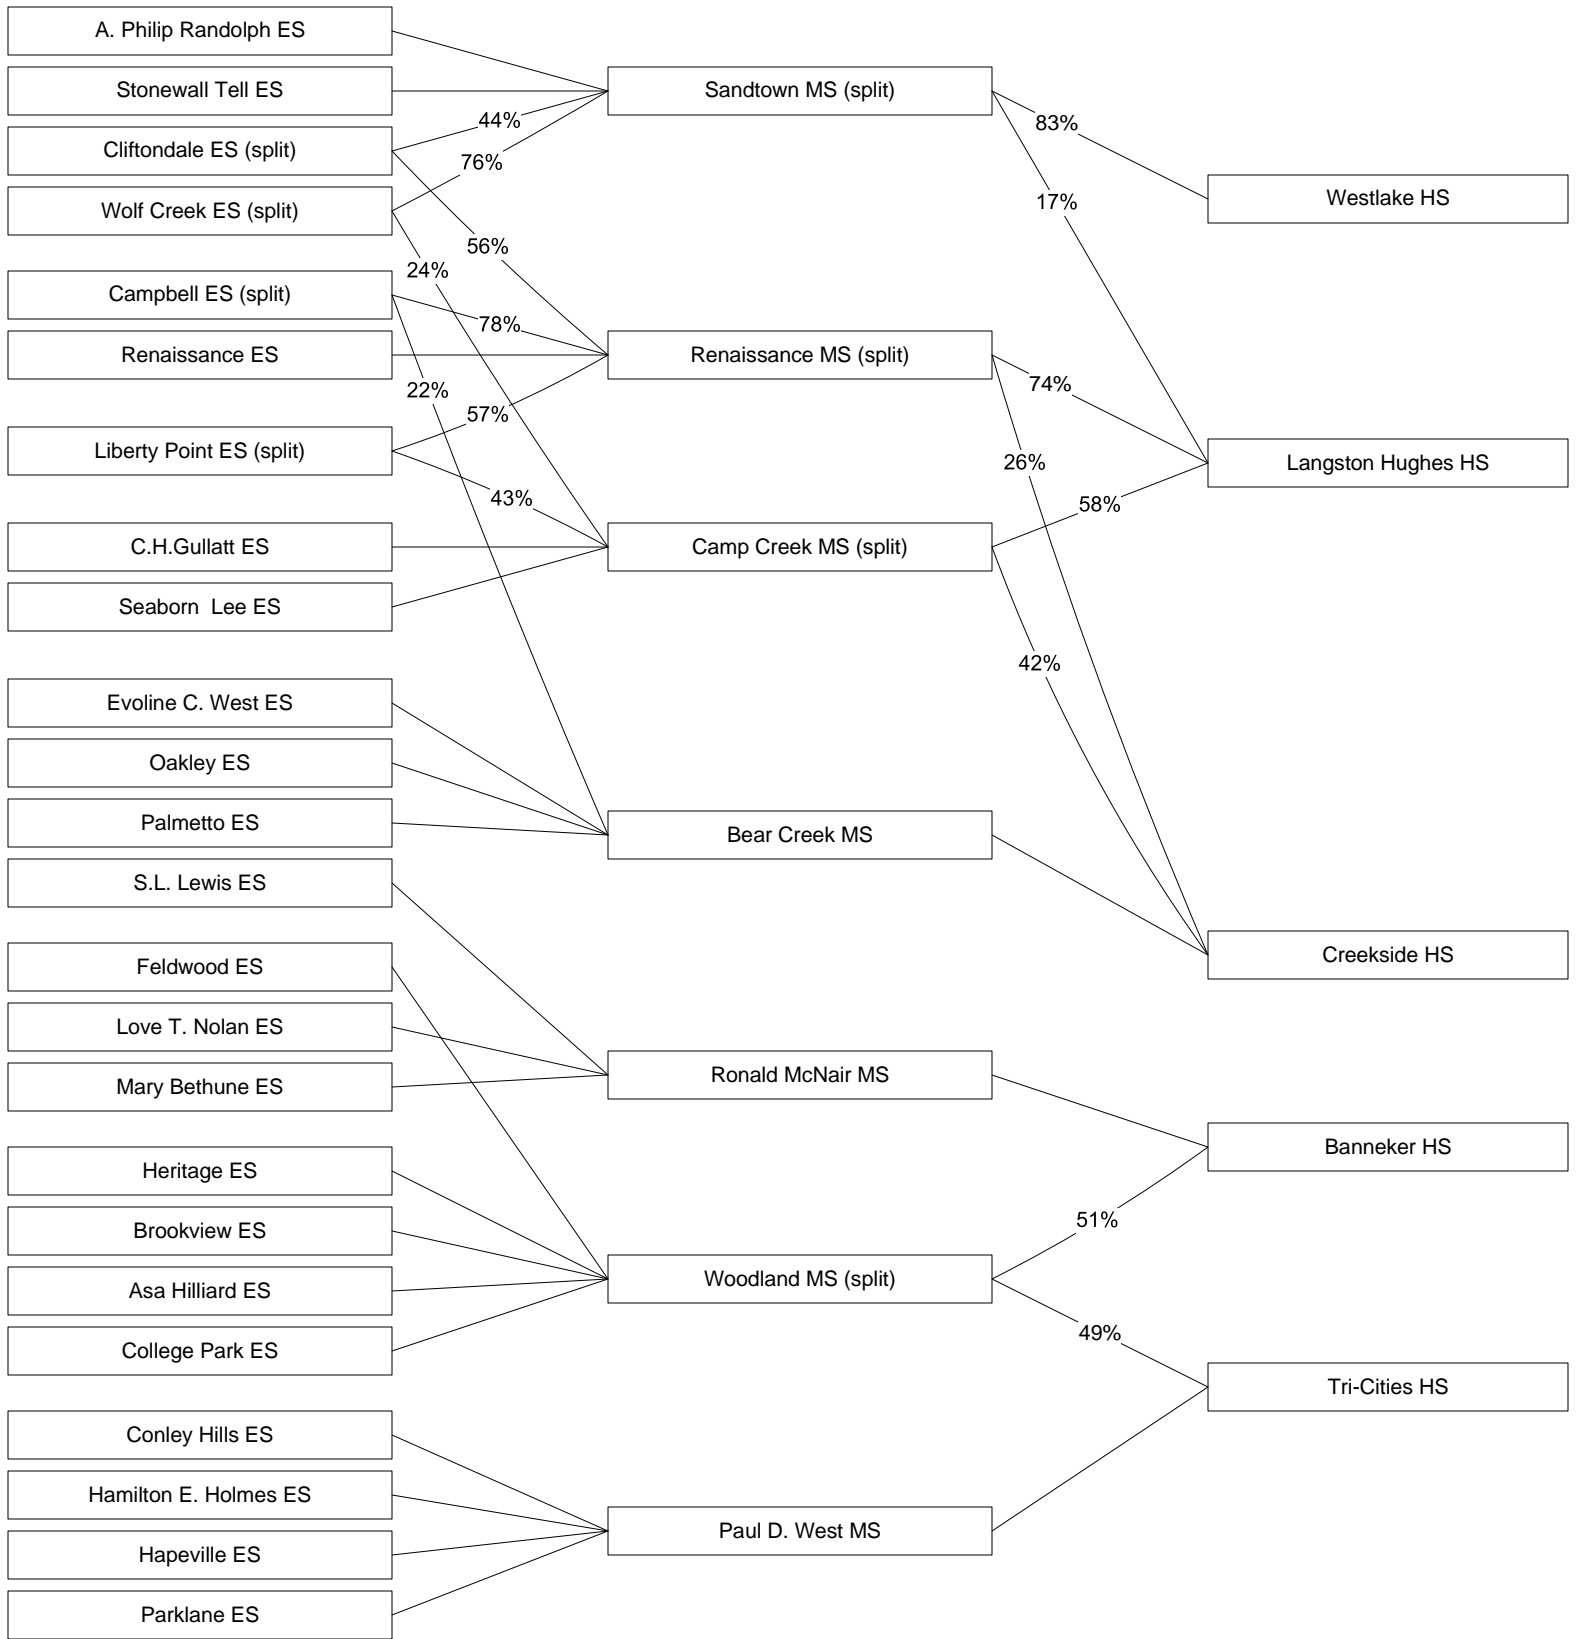 A. Philip Randolph ES
Stonewall Tell ES
Cliftondale ES (split)
Wolf Creek ES (split)
Campbell ES (split)
Renaissance ES
Liberty Point ES (split)
C.H.Gullatt ES
Seaborn  Lee ES
Evoline C. West ES
Oakley ES
Palmetto ES
S.L. Lewis ES
Feldwood ES
Love T. Nolan ES
Mary Bethune ES
Heritage ES
Brookview ES
Asa Hilliard ES
College Park ES
Conley Hills ES
Hamilton E. Holmes ES
Hapeville ES
Parklane ES
44%
76%
56%
24%
78%
22%
57%
43%
Sandtown MS (split)
Renaissance MS (split)
Camp Creek MS (split)
Bear Creek MS
Ronald McNair MS
Woodland MS (split)
Paul D. West MS
83%
17%
74%
26%
58%
42%
51%
49%
Westlake HS
Langston Hughes HS
Creekside HS
Banneker HS
Tri-Cities HS